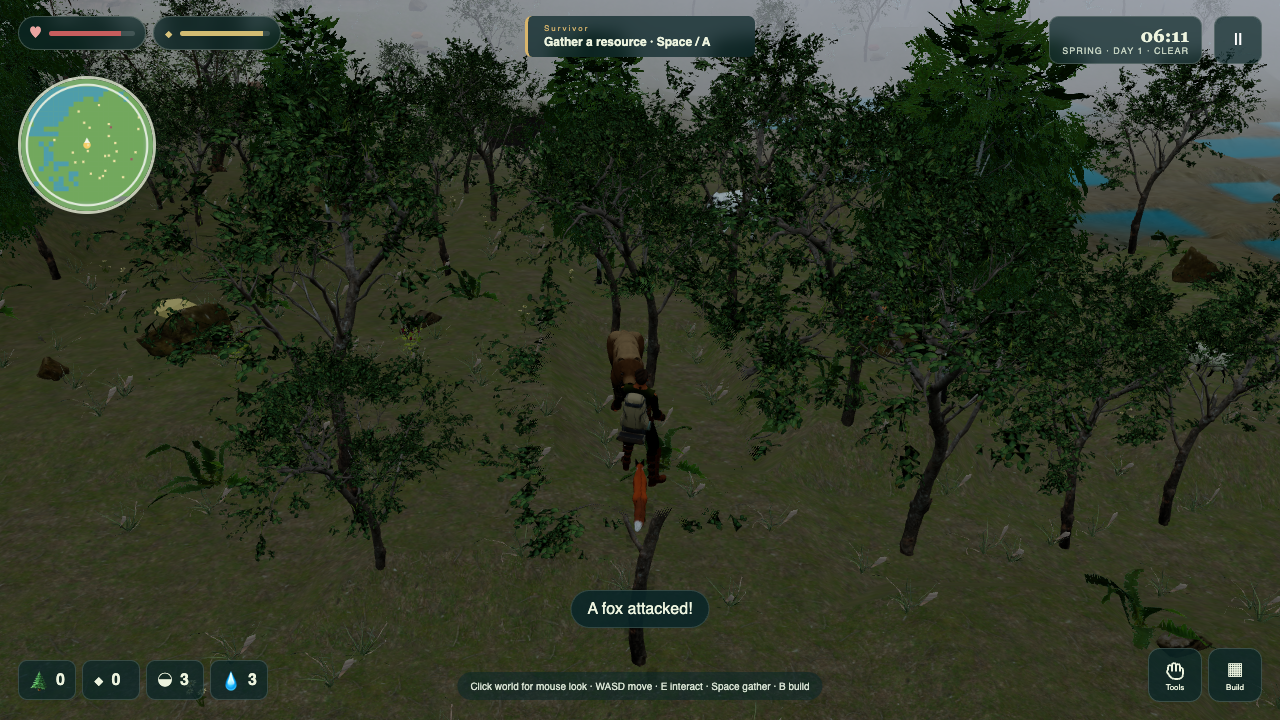 Survivor
Gather a resource · Space / A
06:11
SPRING · DAY 1 · CLEAR
A fox attacked!
0
0
3
3
Click world for mouse look · WASD move · E interact · Space gather · B build
Tools
Build